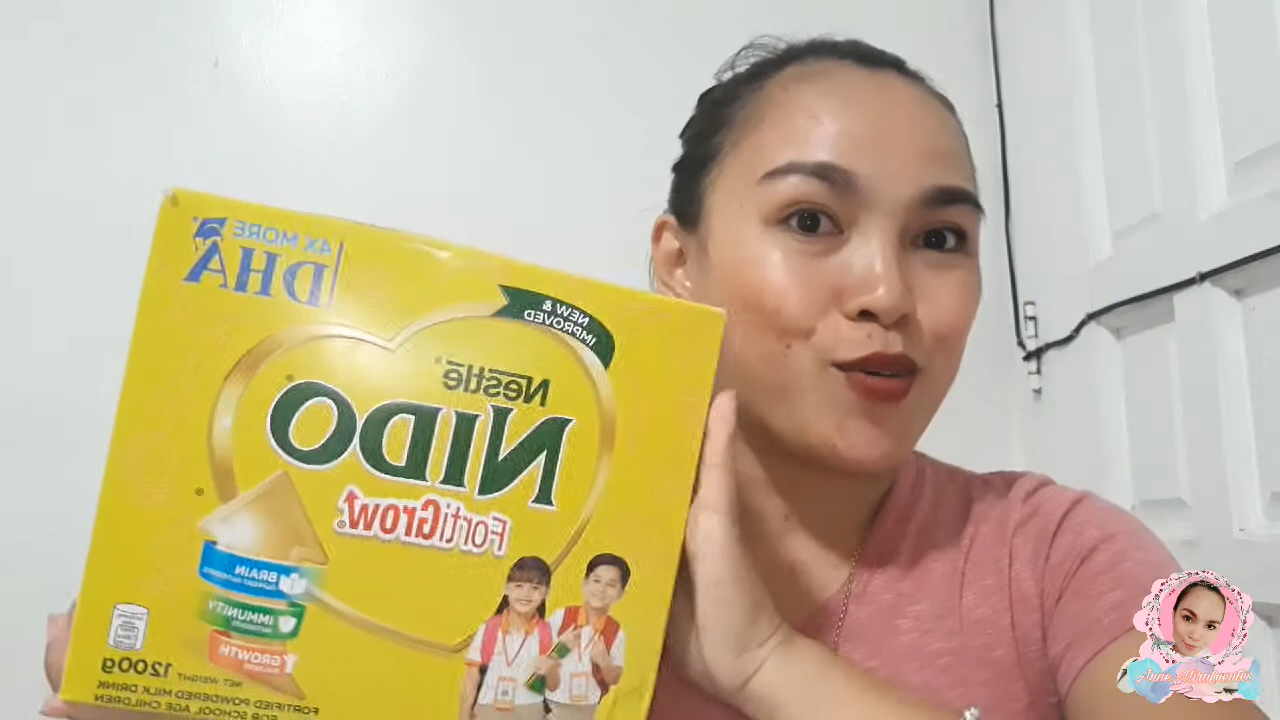 4X MORE
DHA
NEW &
IMPROVED
Nestlé
NIDO
FortiGrow
BRAIN
IMMUNITY
GROWTH
NET WEIGHT 1200g
FORTIFIED POWDERED MILK DRINK
FOR SCHOOL AGE CHILDREN
Anne Mirafuentes